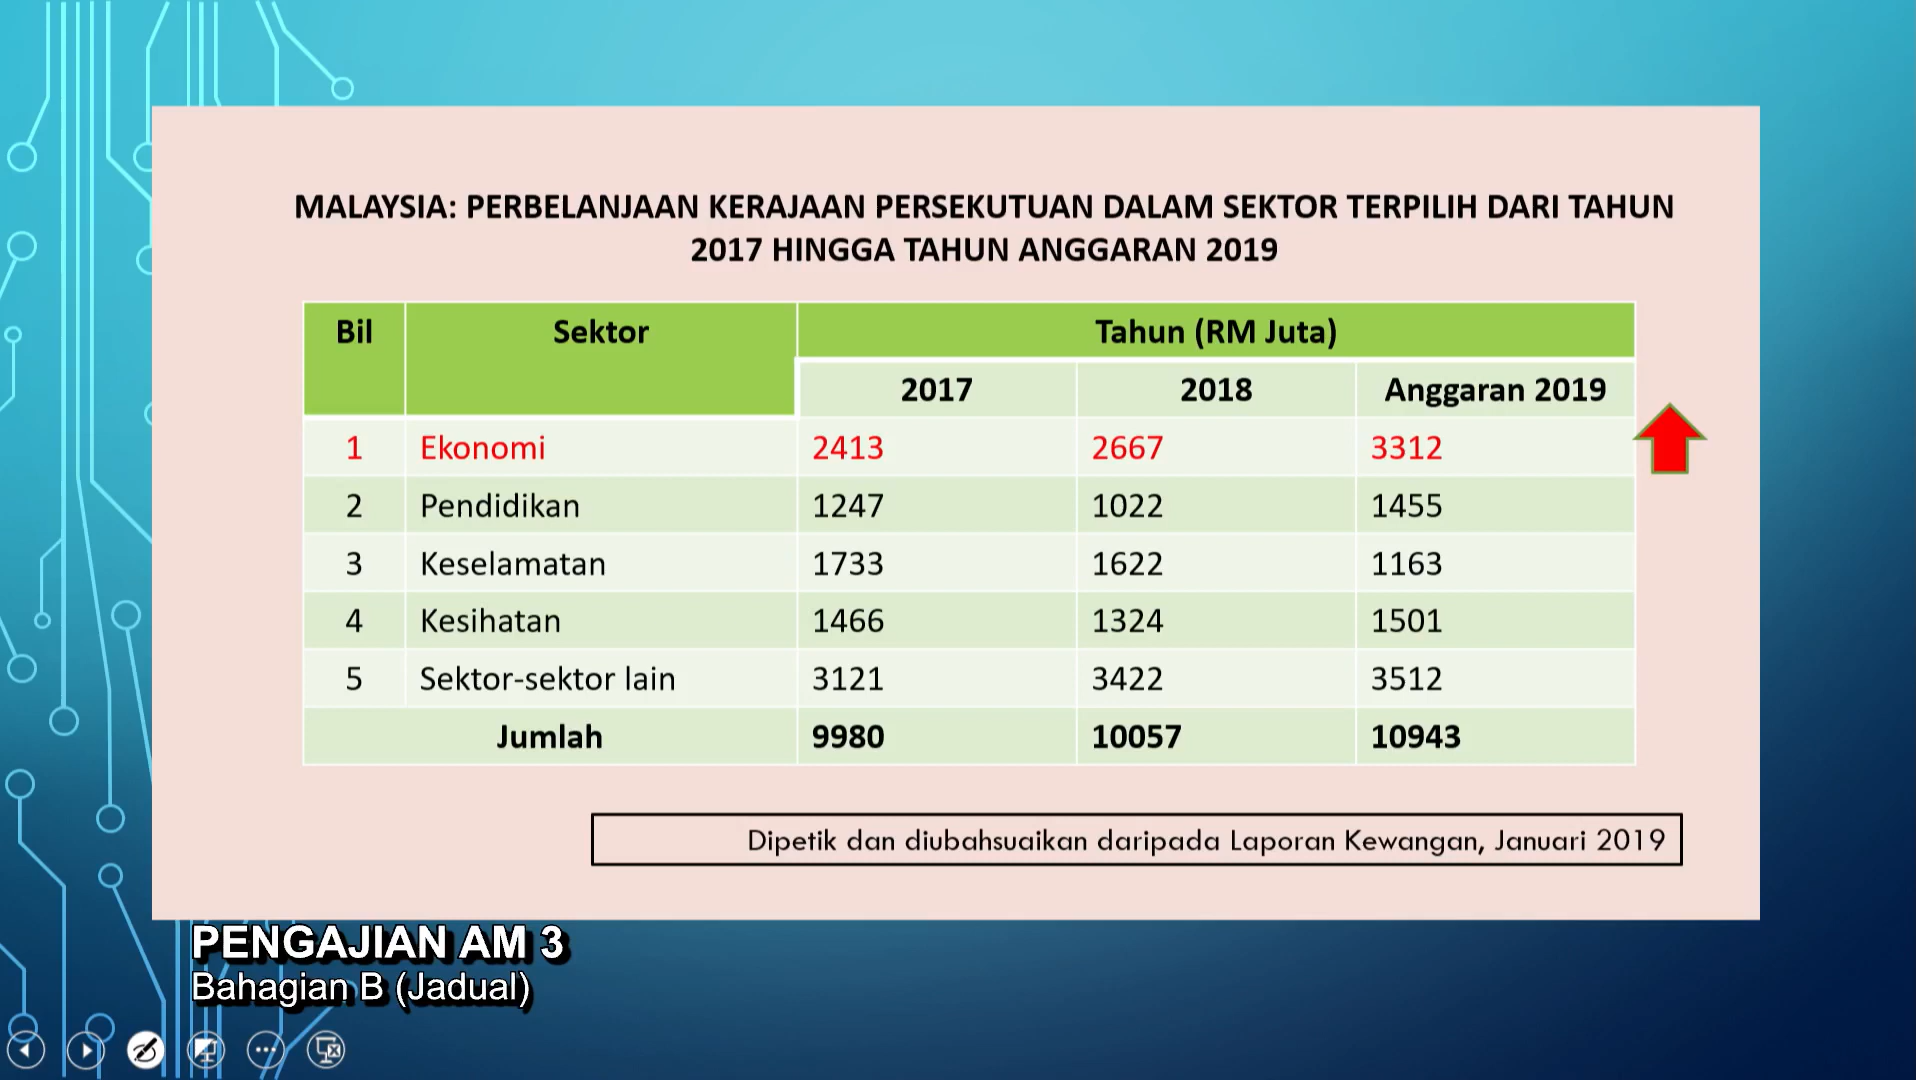 MALAYSIA: PERBELANJAAN KERAJAAN PERSEKUTUAN DALAM SEKTOR TERPILIH DARI TAHUN
2017 HINGGA TAHUN ANGGARAN 2019
Bil Sektor Tahun (RM Juta)
2017 2018 Anggaran 2019
1 Ekonomi 2413 2667 3312
2 Pendidikan 1247 1022 1455
3 Keselamatan 1733 1622 1163
4 Kesihatan 1466 1324 1501
5 Sektor-sektor lain 3121 3422 3512
Jumlah 9980 10057 10943
Dipetik dan diubahsuaikan daripada Laporan Kewangan, Januari 2019
PENGAJIAN AM 3
Bahagian B (Jadual)